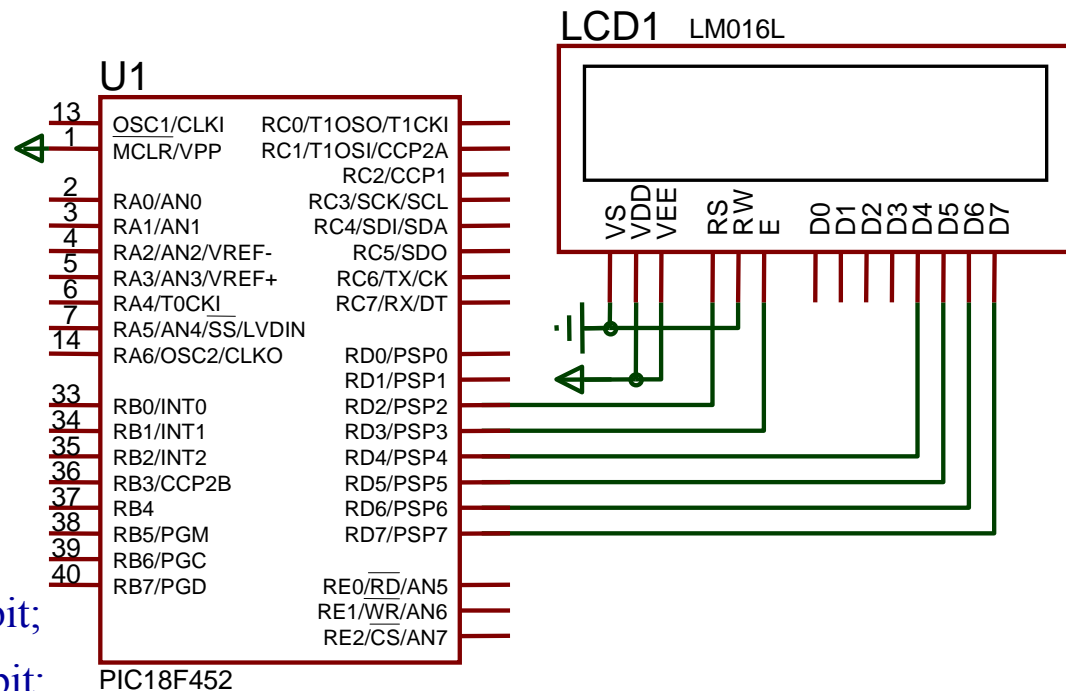 LCD1 LM016L
U1
13 OSC1/CLKI RC0/T1OSO/T1CKI
1 MCLR/VPP RC1/T1OSI/CCP2A
RC2/CCP1
2 RA0/AN0 RC3/SCK/SCL
3 RA1/AN1 RC4/SDI/SDA
4 RA2/AN2/VREF- RC5/SDO
5 RA3/AN3/VREF+ RC6/TX/CK
6 RA4/T0CKI RC7/RX/DT
7 RA5/AN4/SS/LVDIN
14 RA6/OSC2/CLKO RD0/PSP0
RD1/PSP1
33 RB0/INT0 RD2/PSP2
34 RB1/INT1 RD3/PSP3
35 RB2/INT2 RD4/PSP4
36 RB3/CCP2B RD5/PSP5
37 RB4 RD6/PSP6
38 RB5/PGM RD7/PSP7
39 RB6/PGC
40 RB7/PGD RE0/RD/AN5
RE1/WR/AN6
RE2/CS/AN7
PIC18F452
VS VDD VEE RS RW E D0 D1 D2 D3 D4 D5 D6 D7
bit;
bit;